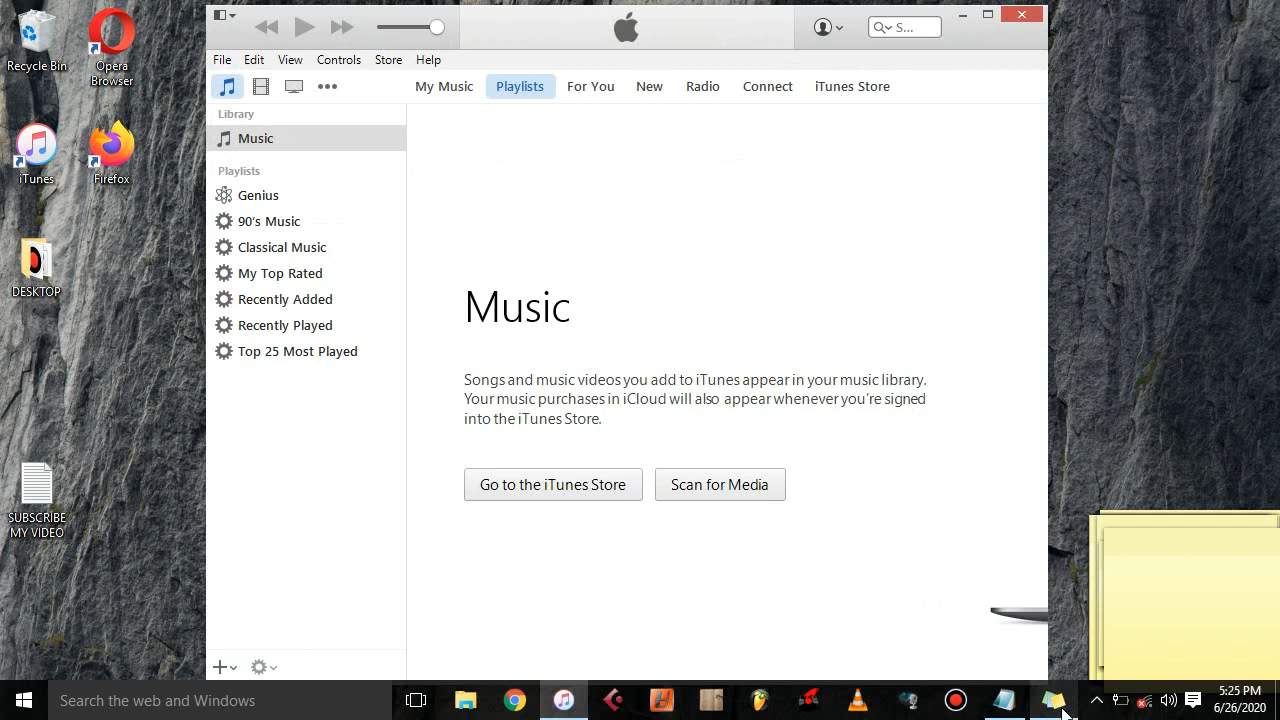 Recycle Bin
Opera
Browser
iTunes
Firefox
DESKTOP
SUBSCRIBE
MY VIDEO
S...
File Edit View Controls Store Help
My Music Playlists For You New Radio Connect iTunes Store
Library
Music
Playlists
Genius
90's Music
Classical Music
My Top Rated
Recently Added
Recently Played
Top 25 Most Played
Music
Songs and music videos you add to iTunes appear in your music library.
Your music purchases in iCloud will also appear whenever you're signed
into the iTunes Store.
Go to the iTunes Store Scan for Media
Search the web and Windows
5:25 PM
6/26/2020